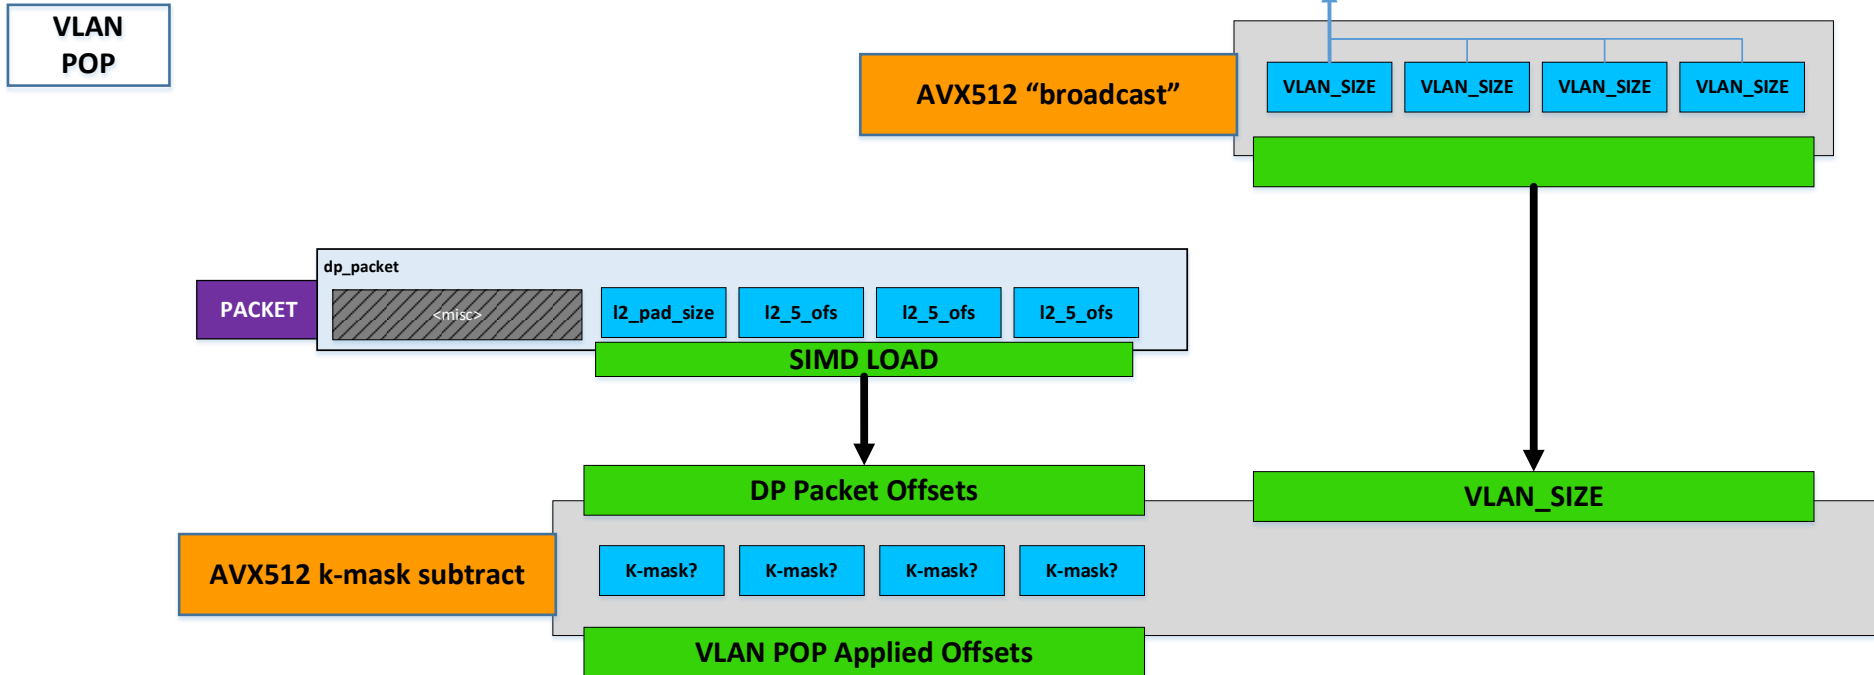 VLAN
POP
AVX512 “broadcast”
VLAN_SIZE VLAN_SIZE VLAN_SIZE VLAN_SIZE
dp_packet
PACKET
<misc>
l2_pad_size l2_5_ofs l2_5_ofs l2_5_ofs
SIMD LOAD
DP Packet Offsets
VLAN_SIZE
AVX512 k-mask subtract
K-mask? K-mask? K-mask? K-mask?
VLAN POP Applied Offsets